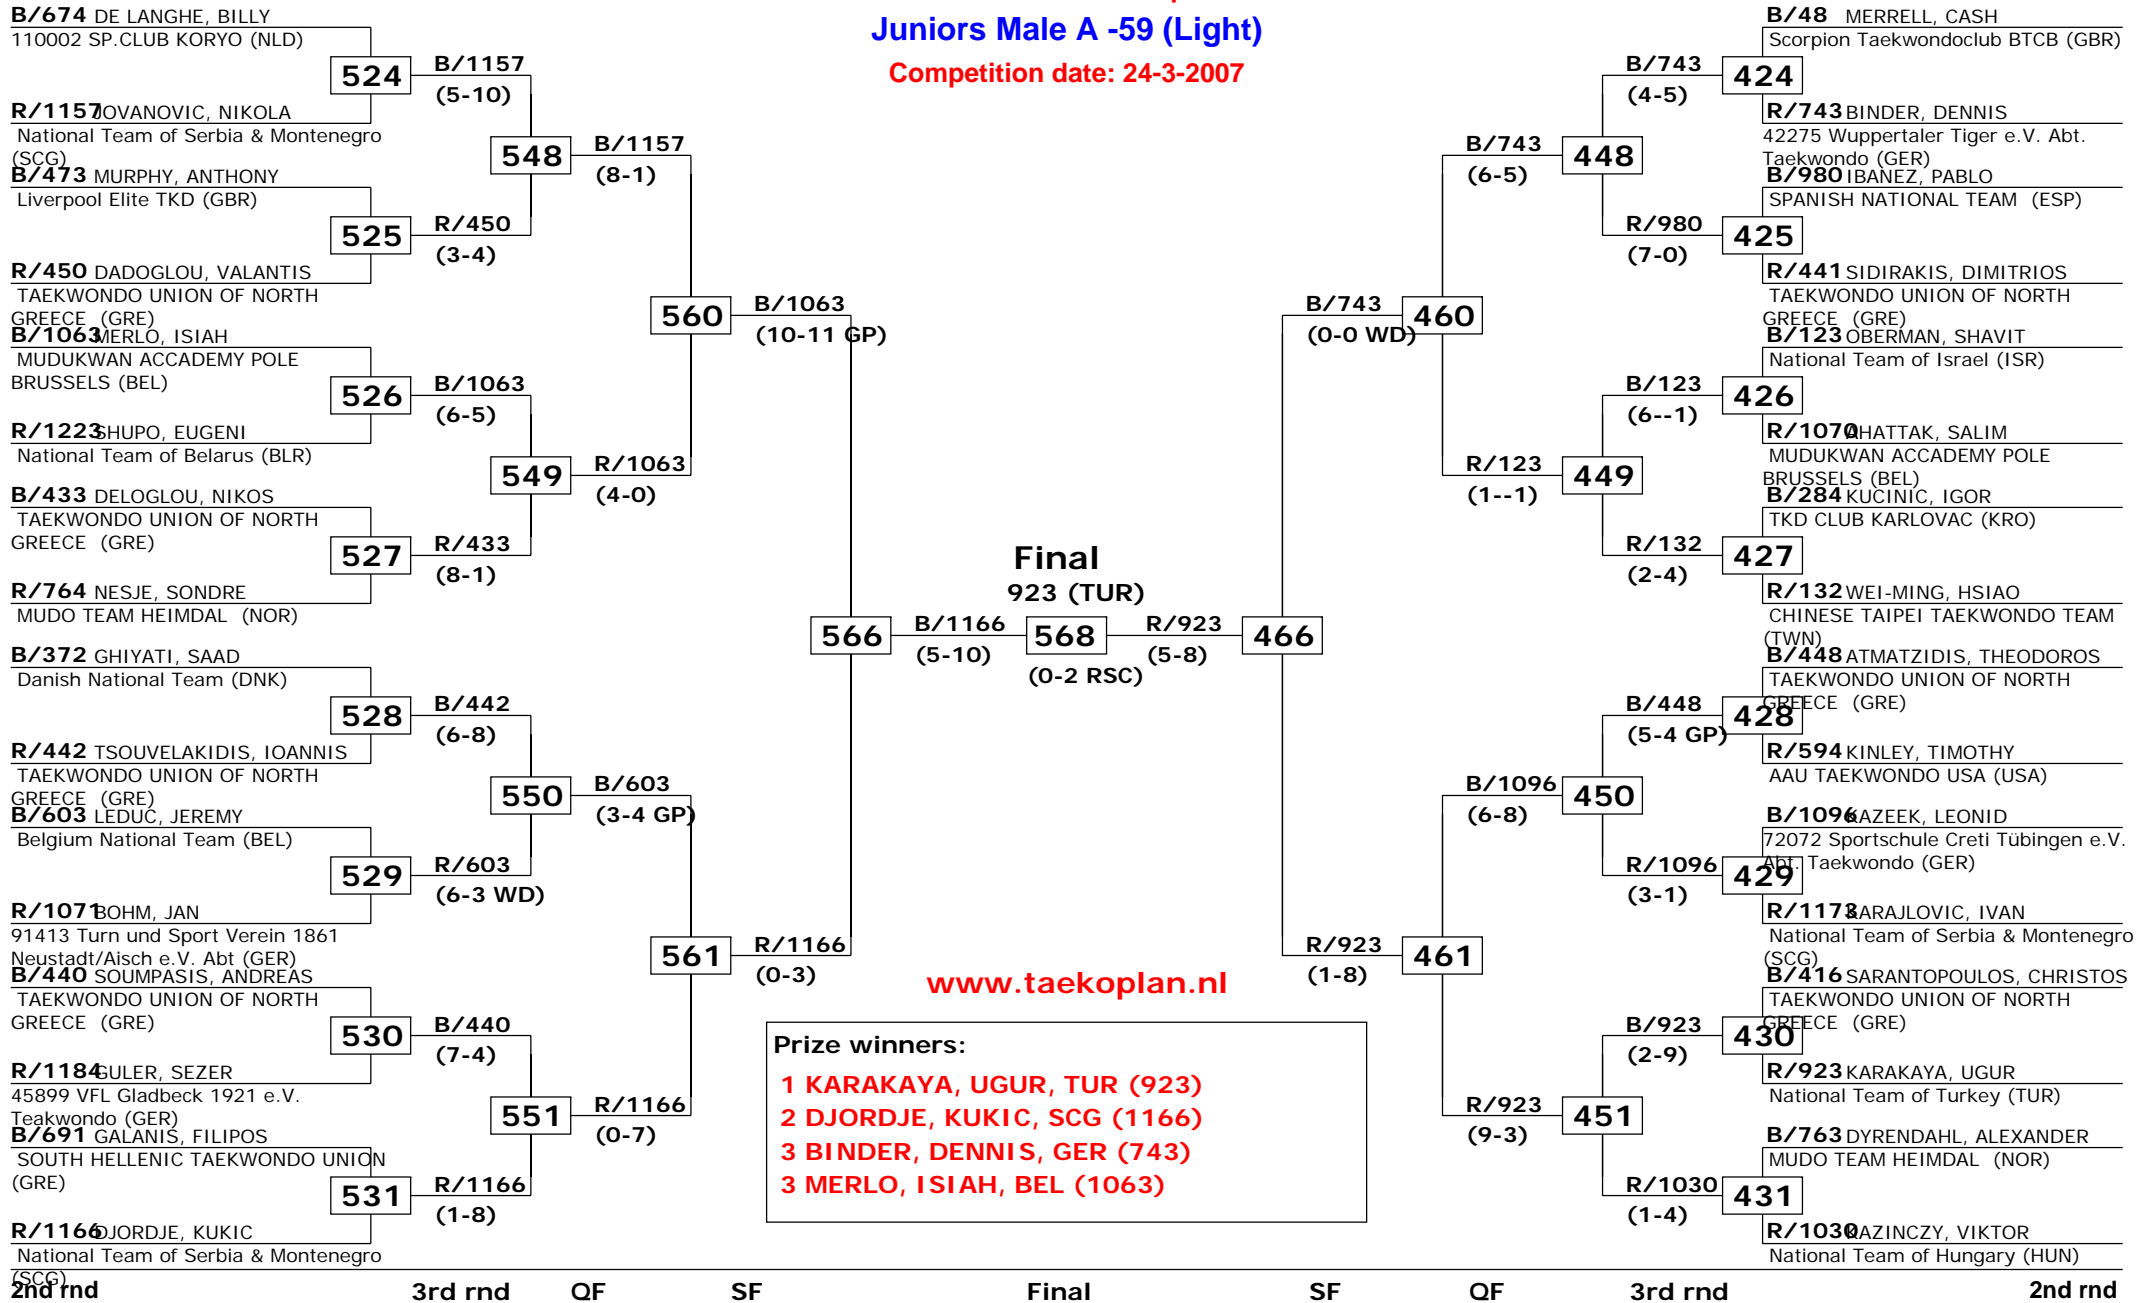 Juniors Male A -59 (Light)
Competition date: 24-3-2007
B/674 DE LANGHE, BILLY
110002 SP.CLUB KORYO (NLD)
524
R/1157 JOVANOVIC, NIKOLA
National Team of Serbia & Montenegro
(SCG)
B/473 MURPHY, ANTHONY
Liverpool Elite TKD (GBR)
525
R/450 DADOGLOU, VALANTIS
TAEKWONDO UNION OF NORTH
GREECE (GRE)
B/1063 MERLO, ISIAH
MUDUKWAN ACCADEMY POLE
BRUSSELS (BEL)
526
R/1223 SHUPO, EUGENI
National Team of Belarus (BLR)
B/433 DELOGLOU, NIKOS
TAEKWONDO UNION OF NORTH
GREECE (GRE)
527
R/764 NESJE, SONDRE
MUDO TEAM HEIMDAL (NOR)
B/372 GHIYATI, SAAD
Danish National Team (DNK)
528
R/442 TSOUVELAKIDIS, IOANNIS
TAEKWONDO UNION OF NORTH
GREECE (GRE)
B/603 LEDUC, JEREMY
Belgium National Team (BEL)
529
R/1071 BOHM, JAN
91413 Turn und Sport Verein 1861
Neustadt/Aisch e.V. Abt (GER)
B/440 SOUMPASIS, ANDREAS
TAEKWONDO UNION OF NORTH
GREECE (GRE)
530
R/1184 GULER, SEZER
45899 VFL Gladbeck 1921 e.V.
Teakwondo (GER)
B/691 GALANIS, FILIPOS
SOUTH HELLENIC TAEKWONDO UNION
(GRE)
531
R/1166 DJORDJE, KUKIC
National Team of Serbia & Montenegro
(SCG)
B/1157
(5-10)
548
R/450
(3-4)
B/1063
(6-5)
549
R/433
(8-1)
B/442
(6-8)
550
R/603
(6-3 WD)
B/440
(7-4)
551
R/1166
(1-8)
B/1157
(8-1)
560
R/1063
(4-0)
B/603
(3-4 GP)
561
R/1166
(0-7)
B/1063
(10-11 GP)
566
R/1166
(0-3)
Final
923 (TUR)
B/1166
(5-10)
568
(0-2 RSC)
R/923
(5-8)
466
www.taekoplan.nl
Prize winners:
1 KARAKAYA, UGUR, TUR (923)
2 DJORDJE, KUKIC, SCG (1166)
3 BINDER, DENNIS, GER (743)
3 MERLO, ISIAH, BEL (1063)
B/743
(0-0 WD)
460
R/923
(1-8)
461
B/743
(6-5)
448
R/123
(1--1)
449
B/1096
(6-8)
450
R/923
(9-3)
451
B/743
(4-5)
424
R/980
(7-0)
425
B/123
(6--1)
426
R/132
(2-4)
427
B/448
(5-4 GP)
428
R/1096
(3-1)
429
B/923
(2-9)
430
R/1030
(1-4)
431
B/48 MERRELL, CASH
Scorpion Taekwondoclub BTCB (GBR)
R/743 BINDER, DENNIS
42275 Wuppertaler Tiger e.V. Abt.
Taekwondo (GER)
B/980 IBANEZ, PABLO
SPANISH NATIONAL TEAM (ESP)
R/441 SIDIRAKIS, DIMITRIOS
TAEKWONDO UNION OF NORTH
GREECE (GRE)
B/123 OBERMAN, SHAVIT
National Team of Israel (ISR)
R/1070 AHATTAK, SALIM
MUDUKWAN ACCADEMY POLE
BRUSSELS (BEL)
B/284 KUCINIC, IGOR
TKD CLUB KARLOVAC (KRO)
R/132 WEI-MING, HSIAO
CHINESE TAIPEI TAEKWONDO TEAM
(TWN)
B/448 ATMATZIDIS, THEODOROS
TAEKWONDO UNION OF NORTH
GREECE (GRE)
R/594 KINLEY, TIMOTHY
AAU TAEKWONDO USA (USA)
B/1096 KAZEEK, LEONID
72072 Sportschule Creti Tübingen e.V.
Abt. Taekwondo (GER)
R/1173 KARAJLOVIC, IVAN
National Team of Serbia & Montenegro
(SCG)
B/416 SARANTOPOULOS, CHRISTOS
TAEKWONDO UNION OF NORTH
GREECE (GRE)
R/923 KARAKAYA, UGUR
National Team of Turkey (TUR)
B/763 DYRENDAHL, ALEXANDER
MUDO TEAM HEIMDAL (NOR)
R/1030 KAZINCZY, VIKTOR
National Team of Hungary (HUN)
2nd rnd 3rd rnd QF SF Final SF QF 3rd rnd 2nd rnd